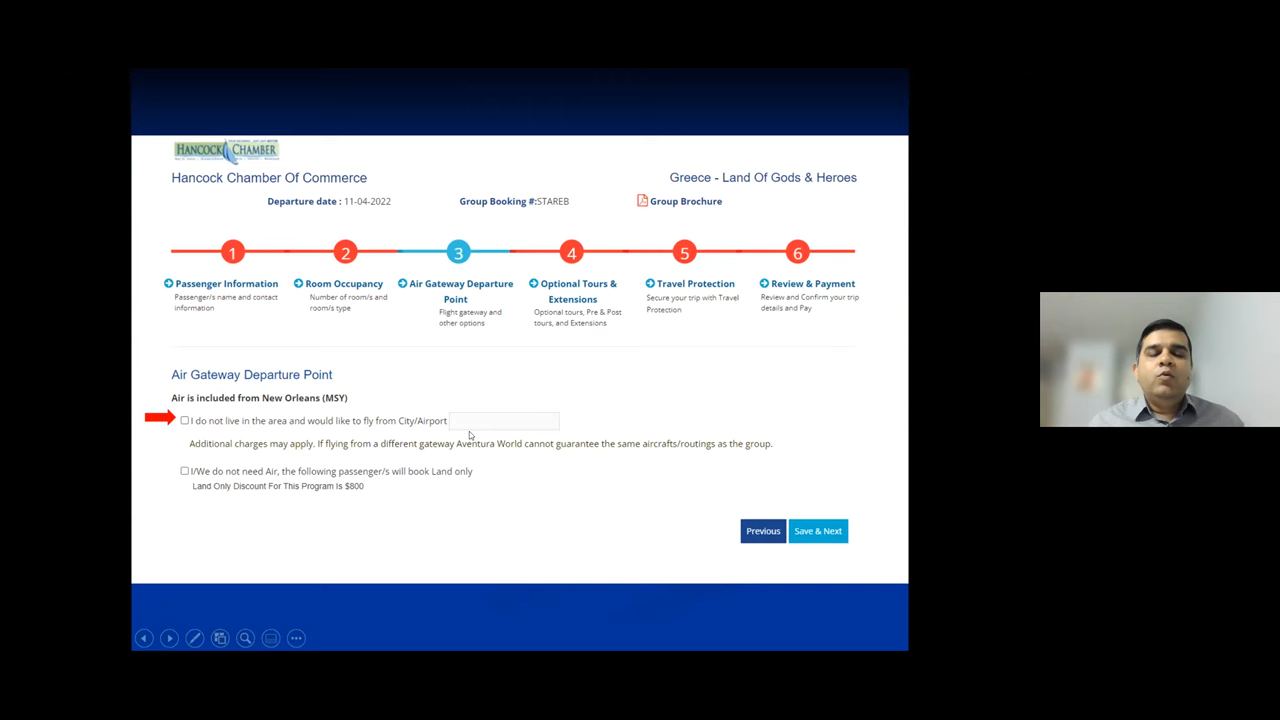 HANCOCK CHAMBER
Hancock Chamber Of Commerce
Greece - Land Of Gods & Heroes
Departure date : 11-04-2022
Group Booking #:STAREB
Group Brochure
1
2
3
4
5
6
Passenger Information
Passenger/s name and contact
information
Room Occupancy
Number of room/s and
room/s type
Air Gateway Departure
Point
Flight gateway and
other options
Optional Tours &
Extensions
Optional tours, Pre & Post
tours, and Extensions
Travel Protection
Secure your trip with Travel
Protection
Review & Payment
Review and Confirm your trip
details and Pay
Air Gateway Departure Point
Air is included from New Orleans (MSY)
I do not live in the area and would like to fly from City/Airport
Additional charges may apply. If flying from a different gateway Aventura World cannot guarantee the same aircrafts/routings as the group.
I/We do not need Air, the following passenger/s will book Land only
Land Only Discount For This Program Is $800
Previous
Save & Next